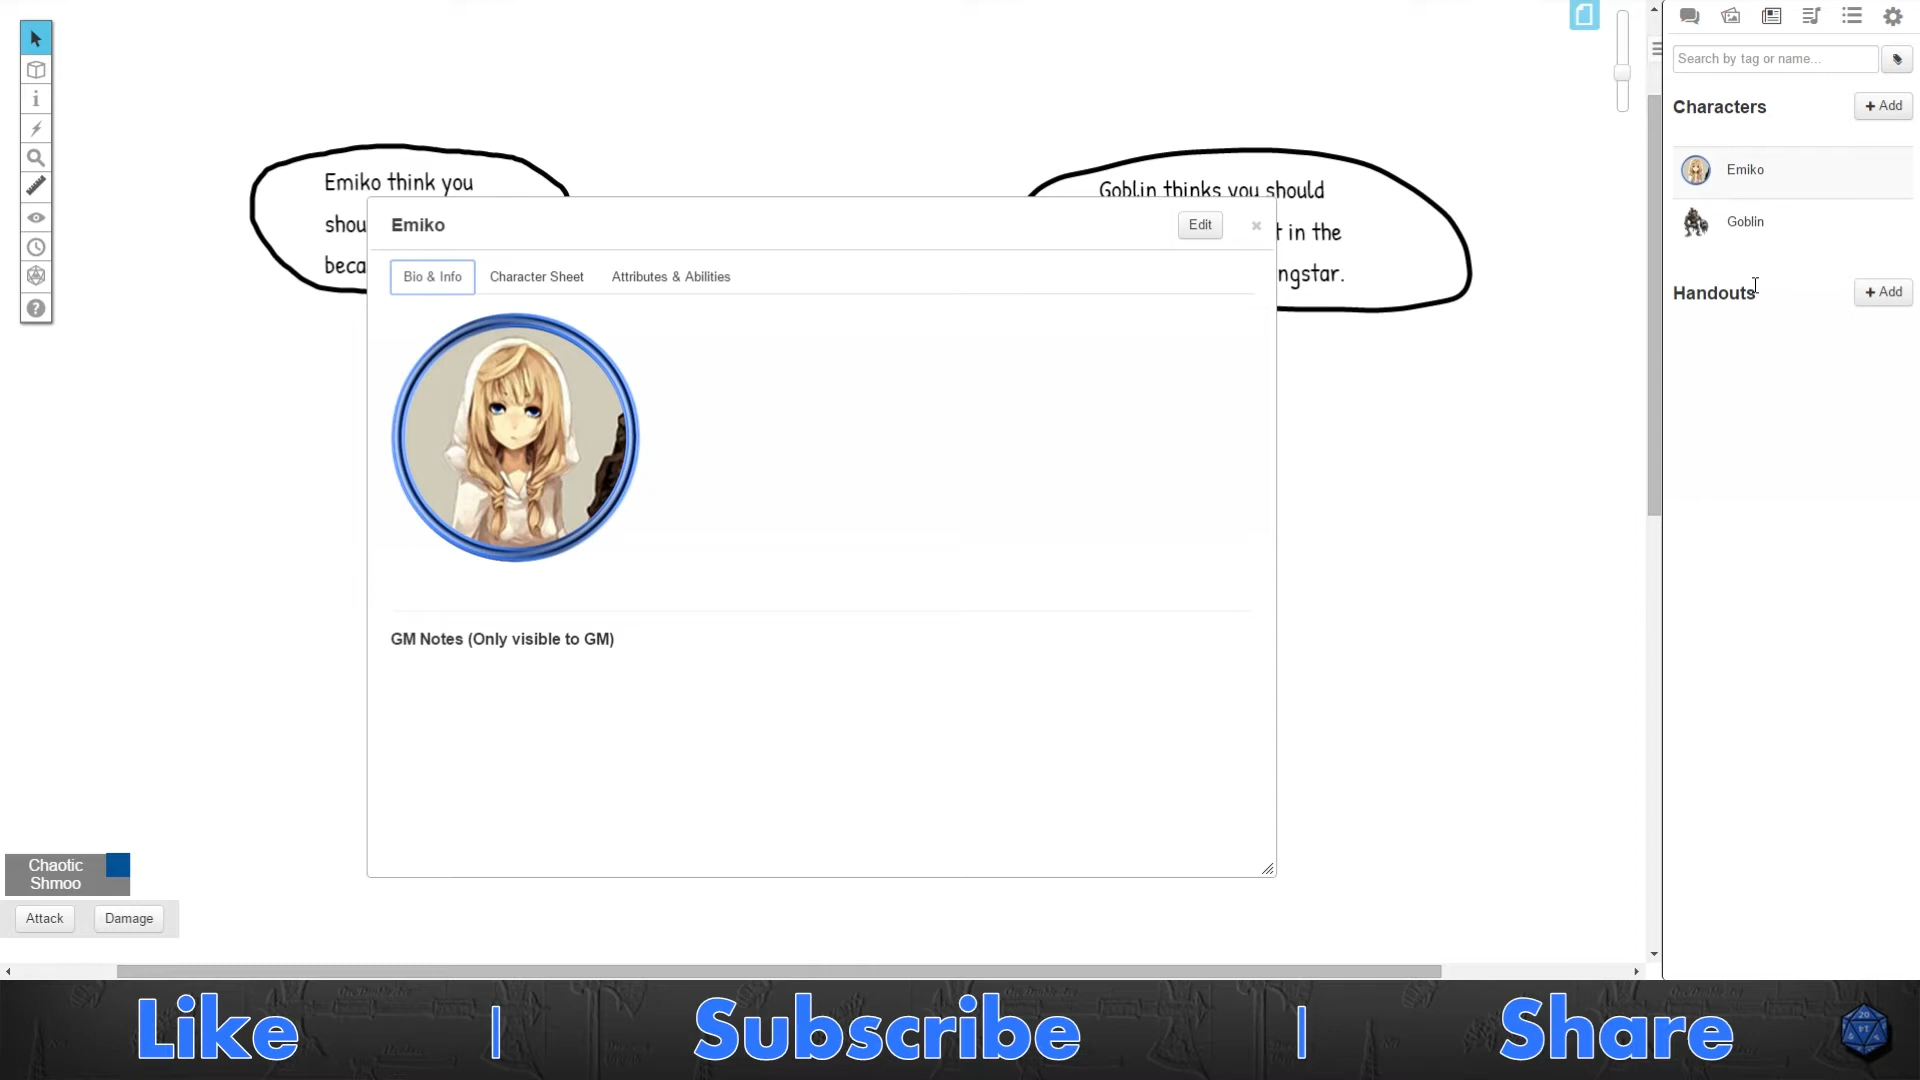 Search by tag or name...
Characters
+ Add
Emiko
Goblin
Handouts
+ Add
Emiko think you
shou
beca
Goblin thinks you should
t in the
ngstar.
Emiko
Edit
Bio & Info
Character Sheet
Attributes & Abilities
GM Notes (Only visible to GM)
Chaotic
Shmoo
Attack
Damage
Like | Subscribe | Share